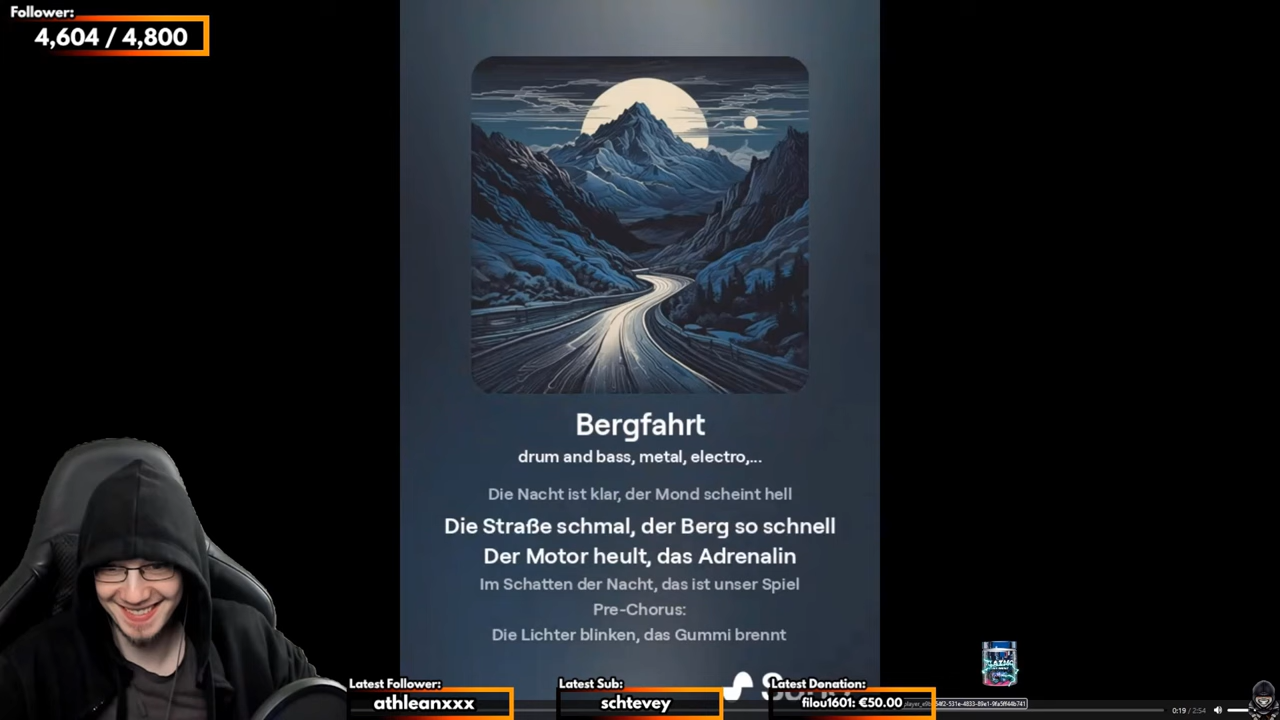 Follower:
4,604 / 4,800
Bergfahrt
drum and bass, metal, electro,...
Die Nacht ist klar, der Mond scheint hell
Die Straße schmal, der Berg so schnell
Der Motor heult, das Adrenalin
Im Schatten der Nacht, das ist unser Spiel
Pre-Chorus:
Die Lichter blinken, das Gummi brennt
Latest Follower:
athleanxxx
Latest Sub:
schtevey
Latest Donation:
filou1601: €50.00
0:19 / 2:54